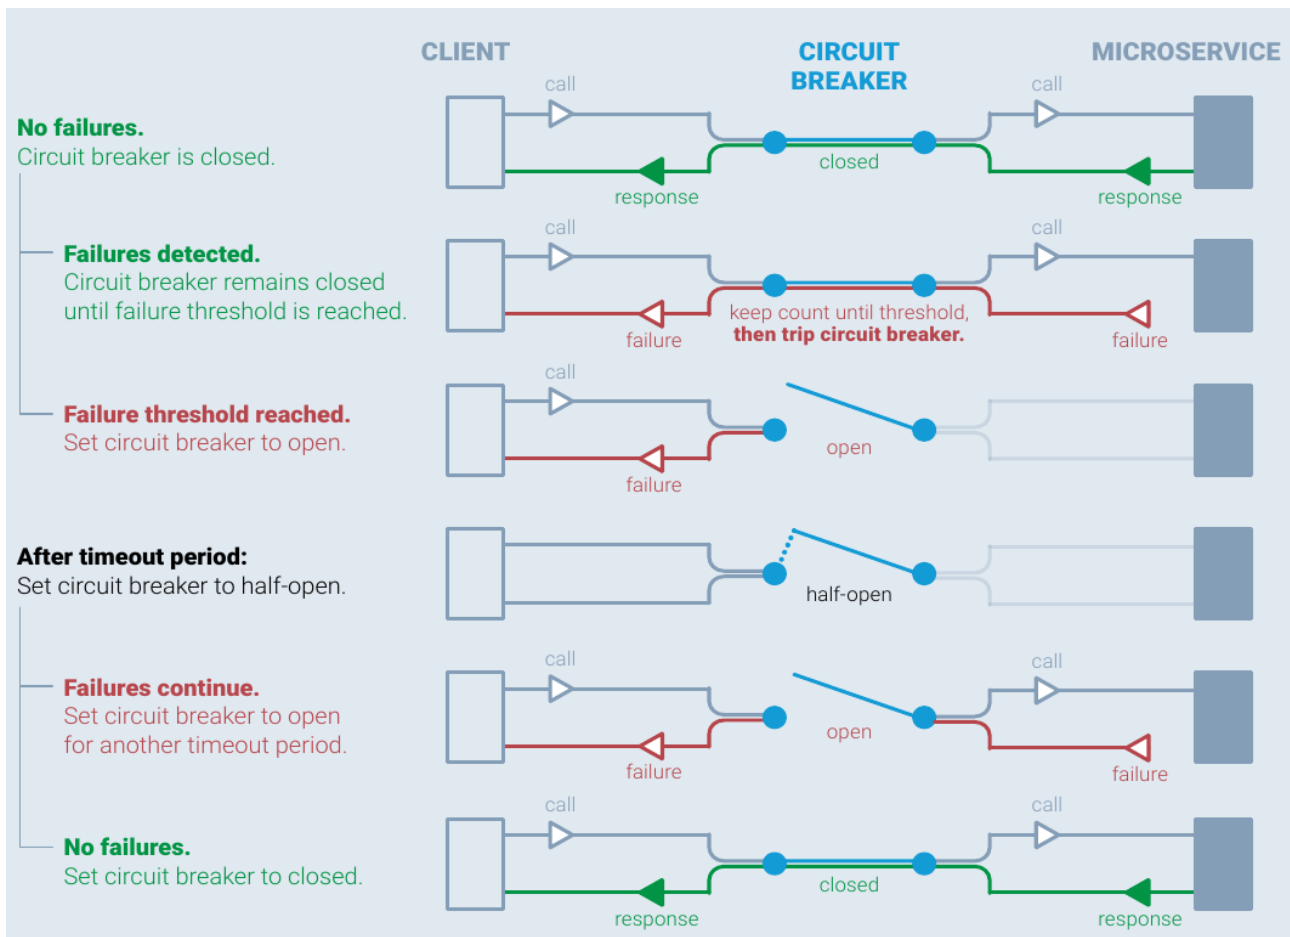 CLIENT
CIRCUIT
BREAKER
MICROSERVICE
No failures.
Circuit breaker is closed.
call
call
closed
response
response
Failures detected.
Circuit breaker remains closed
until failure threshold is reached.
call
call
keep count until threshold,
then trip circuit breaker.
failure
failure
Failure threshold reached.
Set circuit breaker to open.
call
open
failure
After timeout period:
Set circuit breaker to half-open.
half-open
Failures continue.
Set circuit breaker to open
for another timeout period.
call
call
open
failure
failure
No failures.
Set circuit breaker to closed.
call
call
closed
response
response